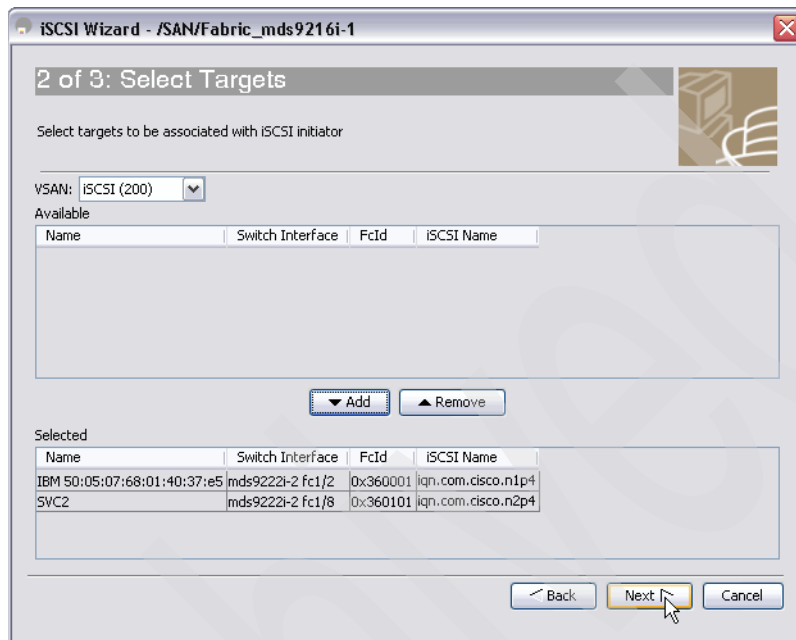 iSCSI Wizard - /SAN/Fabric_mds9216i-1
2 of 3: Select Targets
Select targets to be associated with iSCSI initiator
VSAN: iSCSI (200)
Available
Name Switch Interface FcId iSCSI Name
Add Remove
Selected
Name Switch Interface FcId iSCSI Name
IBM 50:05:07:68:01:40:37:e5 mds9222i-2 fc1/2 0x360001 iqn.com.cisco.n1p4
SVC2 mds9222i-2 fc1/8 0x360101 iqn.com.cisco.n2p4
Back Next Cancel